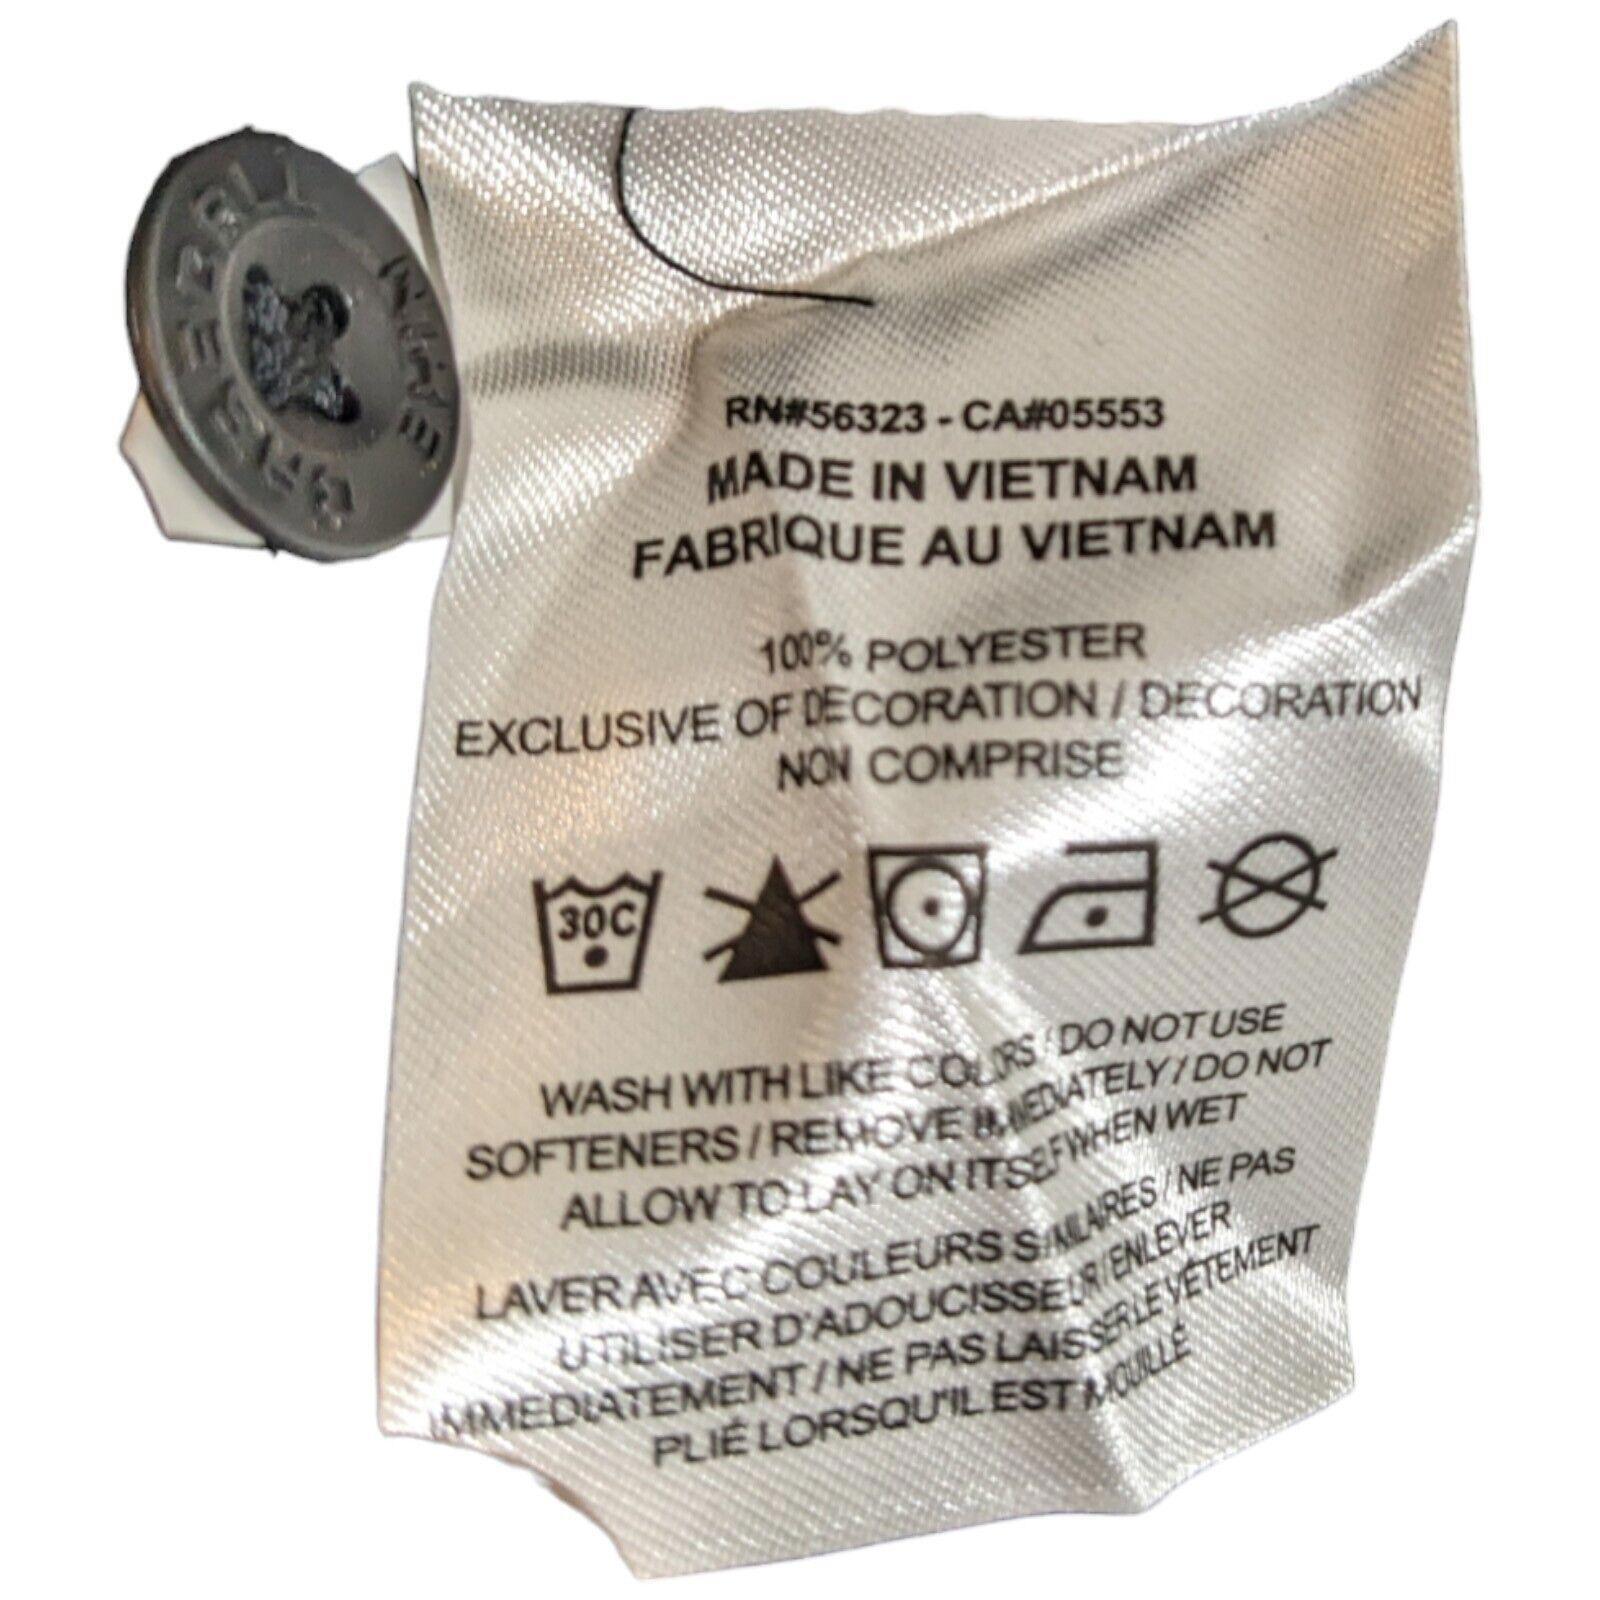 BASEBALL
RN#56323 - CA#05553
MADE IN VIETNAM
FABRIQUE AU VIETNAM
100% POLYESTER
EXCLUSIVE OF DECORATION / DECORATION
NON COMPRISE
30C
WASH WITH LIKE COLORS / DO NOT USE
SOFTENERS / REMOVE IMMEDIATELY / DO NOT
ALLOW TO LAY ON ITSELF WHEN WET
LAVER AVEC COULEURS SIMILAIRES / NE PAS
UTILISER D'ADOUCISSEUR / ENLEVER
IMMEDIATEMENT / NE PAS LAISSER LE VÊTEMENT
PLIÉ LORSQU'IL EST MOUILLÉ